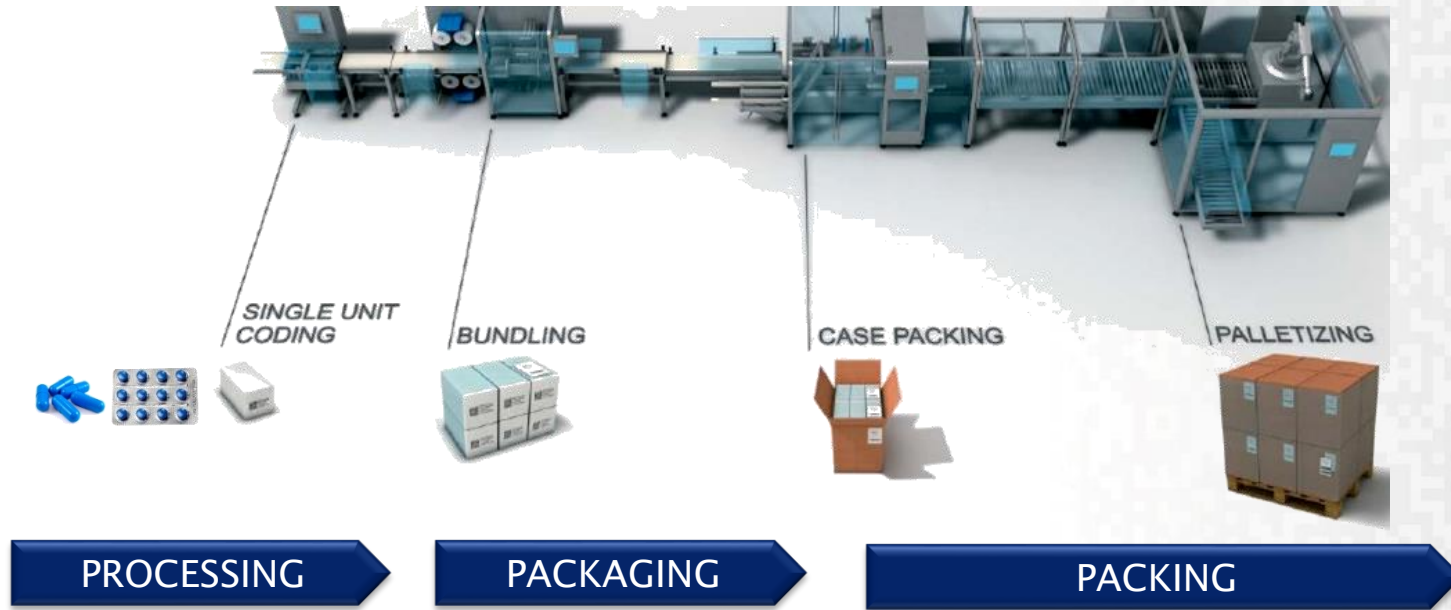 SINGLE UNIT
CODING
BUNDLING
CASE PACKING
PALLETIZING
PROCESSING
PACKAGING
PACKING